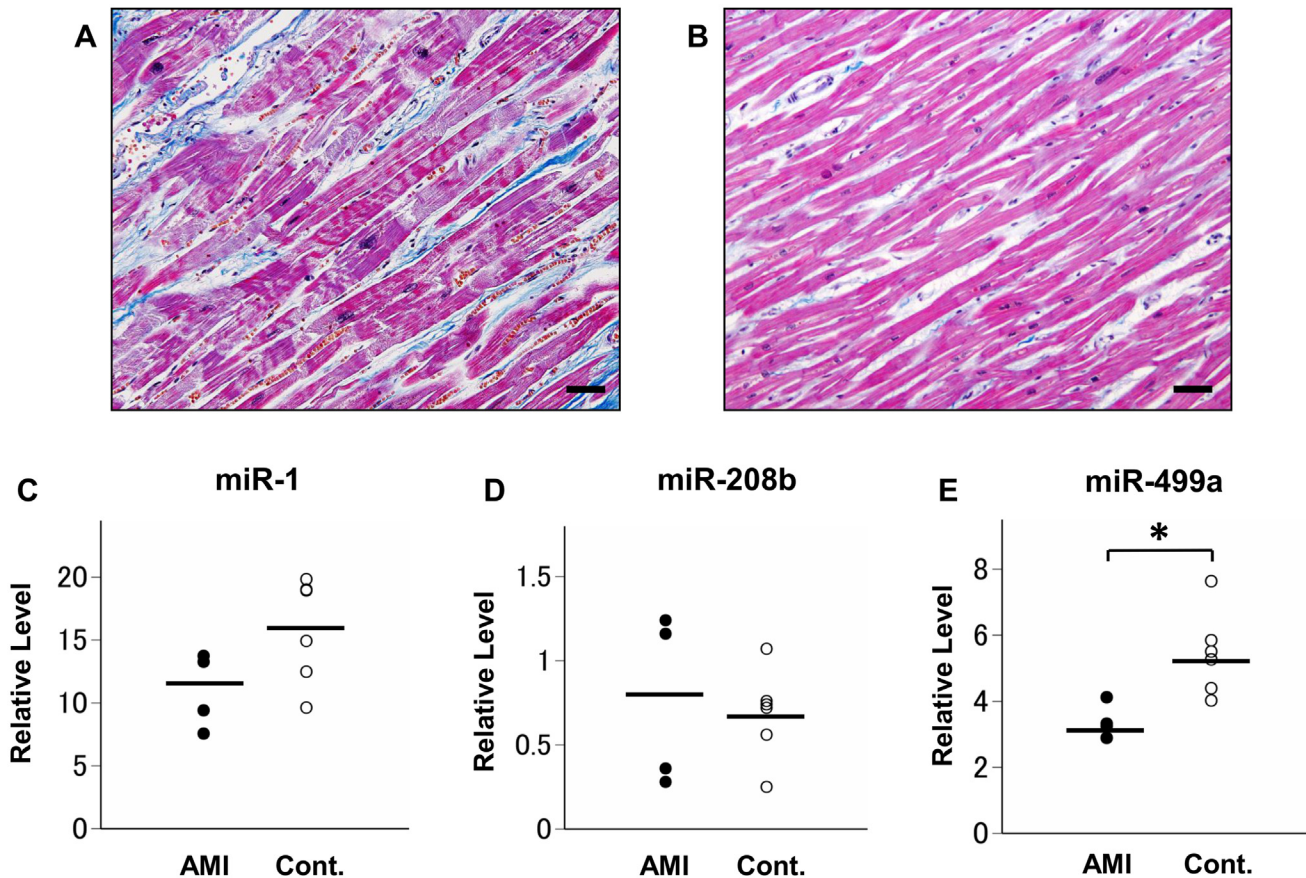 A
B
C
miR-1
Relative Level
20
15
10
5
0
AMI
Cont.
D
miR-208b
Relative Level
1.5
1
0.5
0
AMI
Cont.
E
miR-499a
Relative Level
*
8
6
4
2
0
AMI
Cont.